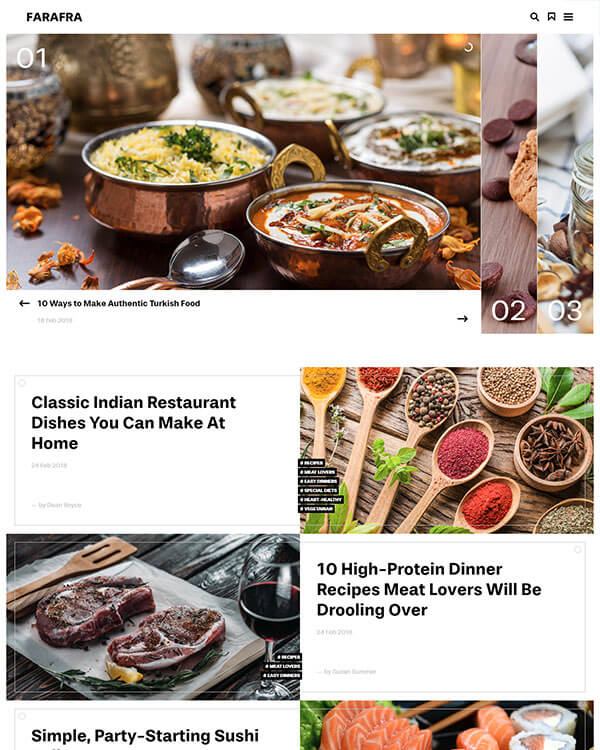 FARAFRA
01
02
03
10 Ways to Make Authentic Turkish Food
18 Feb 2018
Classic Indian Restaurant
Dishes You Can Make At
Home
24 Feb 2018
— by Dean Royce
# RECIPES
# MEAT LOVERS
# EASY DINNERS
# SPECIAL DIETS
# HEART-HEALTHY
# VEGETARIAN
10 High-Protein Dinner
Recipes Meat Lovers Will Be
Drooling Over
24 Feb 2018
— by Guzan Summer
# RECIPES
# MEAT LOVERS
# EASY DINNERS
Simple, Party-Starting Sushi